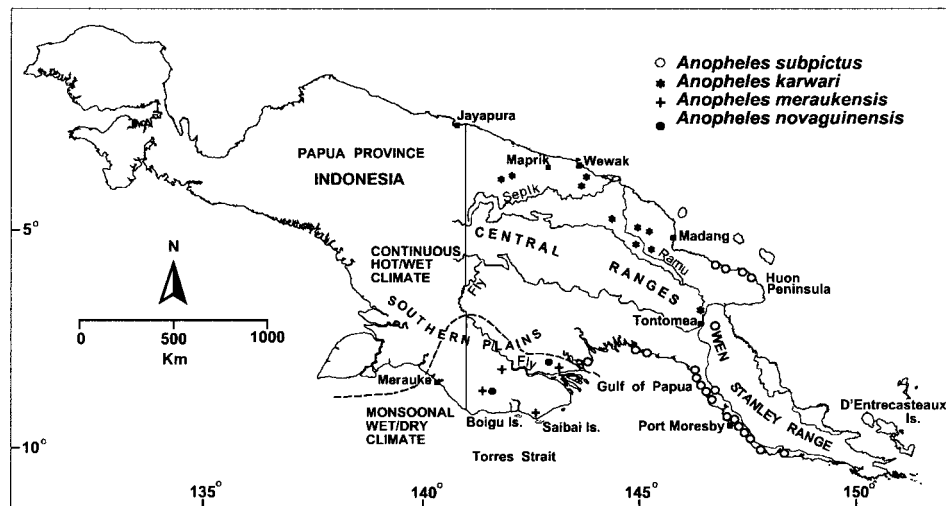 Anopheles subpictus
Anopheles karwari
Anopheles meraukensis
Anopheles novaguinensis
Jayapura
PAPUA PROVINCE
INDONESIA
Maprik
Wewak
Sepik
5°
Madang
CENTRAL
RANGES
Ramu
N
CONTINUOUS
HOT/WET
CLIMATE
Fly
Huon
Peninsula
SOUTHERN PLAINS
Tontomea
0 500 1000
Km
OWEN
STANLEY RANGE
Fly
Merauke
Gulf of Papua
D'Entrecasteaux
Is.
MONSOONAL
WET/DRY
CLIMATE
Boigu Is.
Saibai Is.
Port Moresby
10°
Torres Strait
135° 140° 145° 150°